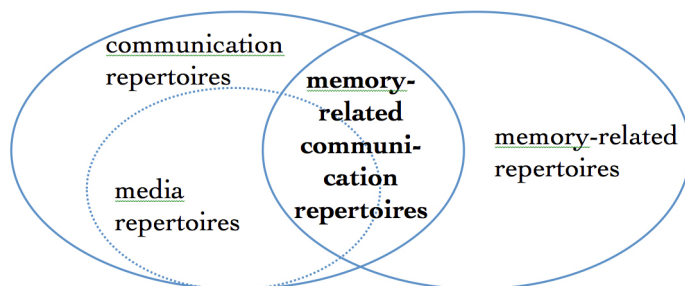 communication
repertoires
memory-
related
communi-
cation
repertoires
memory-related
repertoires
media
repertoires